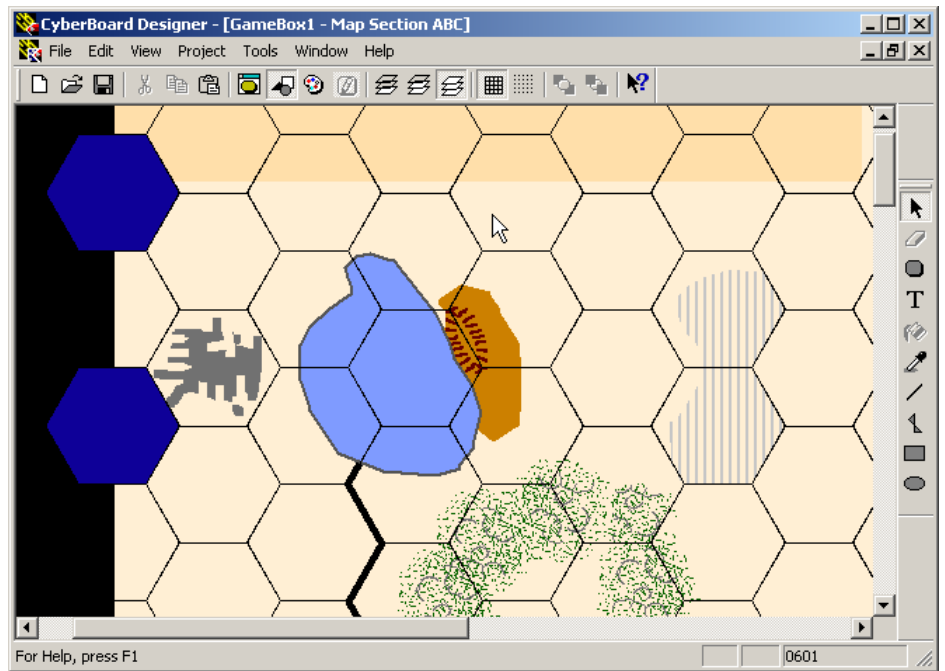 CyberBoard Designer - [GameBox1 - Map Section ABC]
File Edit View Project Tools Window Help
T
For Help, press F1
0601